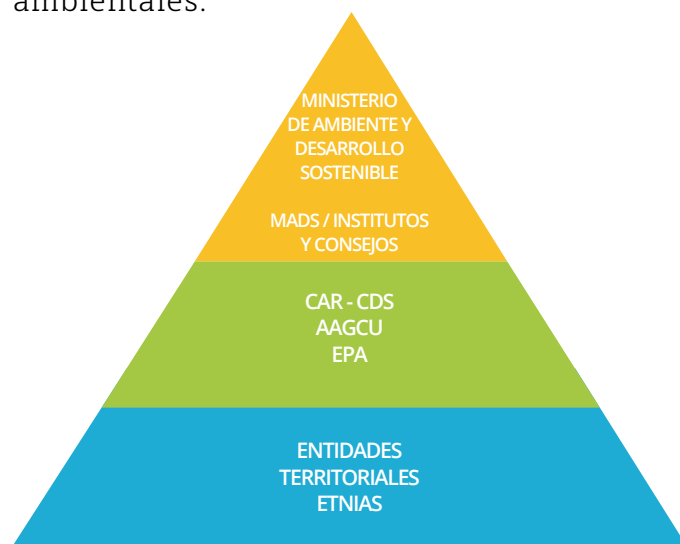 ambientales.
MINISTERIO
DE AMBIENTE Y
DESARROLLO
SOSTENIBLE
MADS / INSTITUTOS
Y CONSEJOS
CAR - CDS
AAGCU
EPA
ENTIDADES
TERRITORIALES
ETNIAS